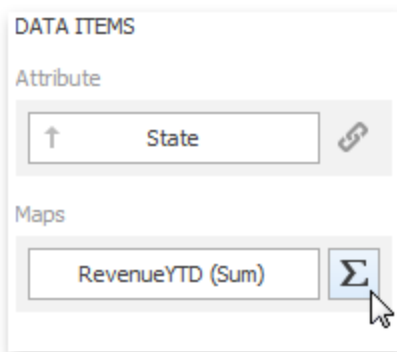 DATA ITEMS
Attribute
↑ State
Maps
RevenueYTD (Sum) Σ